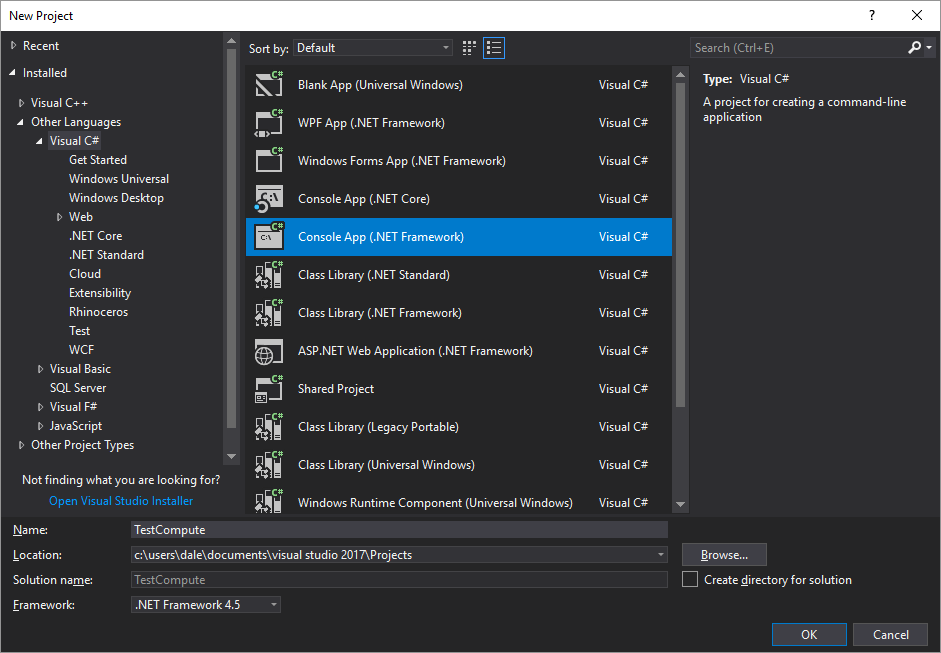 New Project
?
Recent
Installed
Visual C++
Other Languages
Visual C#
Get Started
Windows Universal
Windows Desktop
Web
.NET Core
.NET Standard
Cloud
Extensibility
Rhinoceros
Test
WCF
Visual Basic
SQL Server
Visual F#
JavaScript
Other Project Types
Not finding what you are looking for?
Open Visual Studio Installer
Sort by: Default
C# Blank App (Universal Windows) Visual C#
C# WPF App (.NET Framework) Visual C#
C# Windows Forms App (.NET Framework) Visual C#
C:\ Console App (.NET Core) Visual C#
C# C:\ Console App (.NET Framework) Visual C#
C# Class Library (.NET Standard) Visual C#
C# Class Library (.NET Framework) Visual C#
ASP.NET Web Application (.NET Framework) Visual C#
C# Shared Project Visual C#
C# Class Library (Legacy Portable) Visual C#
C# Class Library (Universal Windows) Visual C#
C# Windows Runtime Component (Universal Windows) Visual C#
Search (Ctrl+E)
Type: Visual C#
A project for creating a command-line
application
Name: TestCompute
Location: c:\users\dale\documents\visual studio 2017\Projects Browse...
Solution name: TestCompute Create directory for solution
Framework: .NET Framework 4.5
OK Cancel